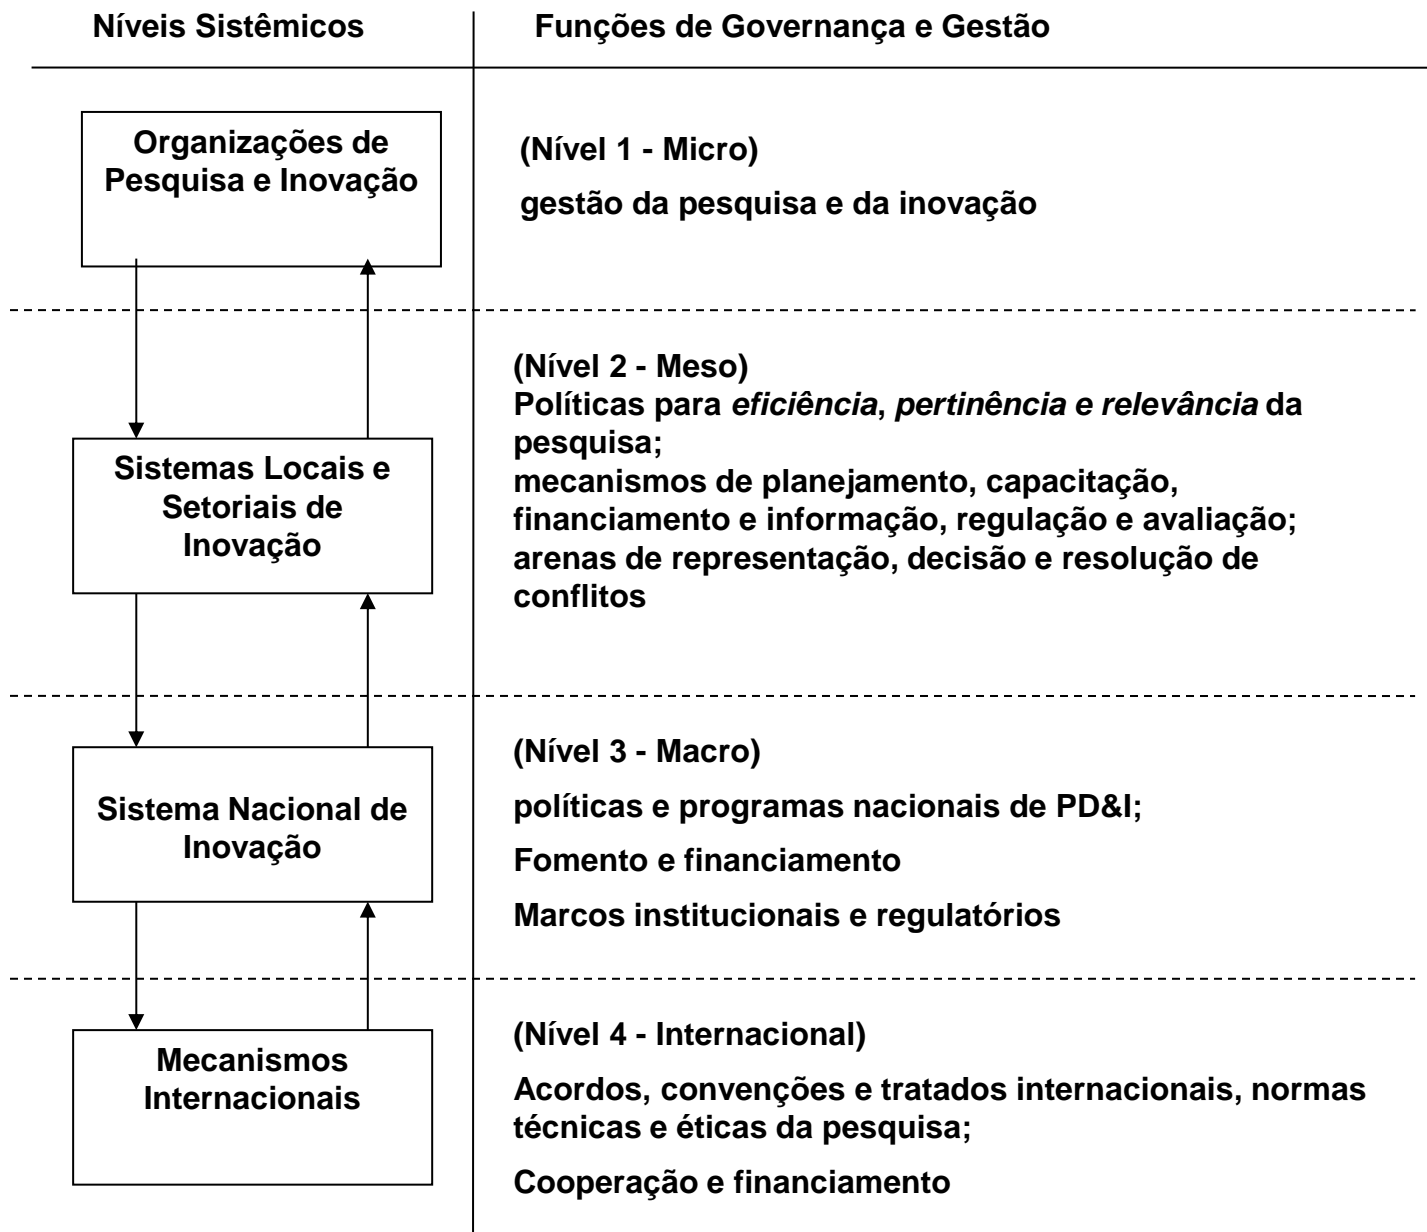 Níveis Sistêmicos
Funções de Governança e Gestão
Organizações de
Pesquisa e Inovação
(Nível 1 - Micro)
gestão da pesquisa e da inovação
Sistemas Locais e
Setoriais de
Inovação
(Nível 2 - Meso)
Políticas para eficiência, pertinência e relevância da
pesquisa;
mecanismos de planejamento, capacitação,
financiamento e informação, regulação e avaliação;
arenas de representação, decisão e resolução de
conflitos
Sistema Nacional de
Inovação
(Nível 3 - Macro)
políticas e programas nacionais de PD&I;
Fomento e financiamento
Marcos institucionais e regulatórios
Mecanismos
Internacionais
(Nível 4 - Internacional)
Acordos, convenções e tratados internacionais, normas
técnicas e éticas da pesquisa;
Cooperação e financiamento